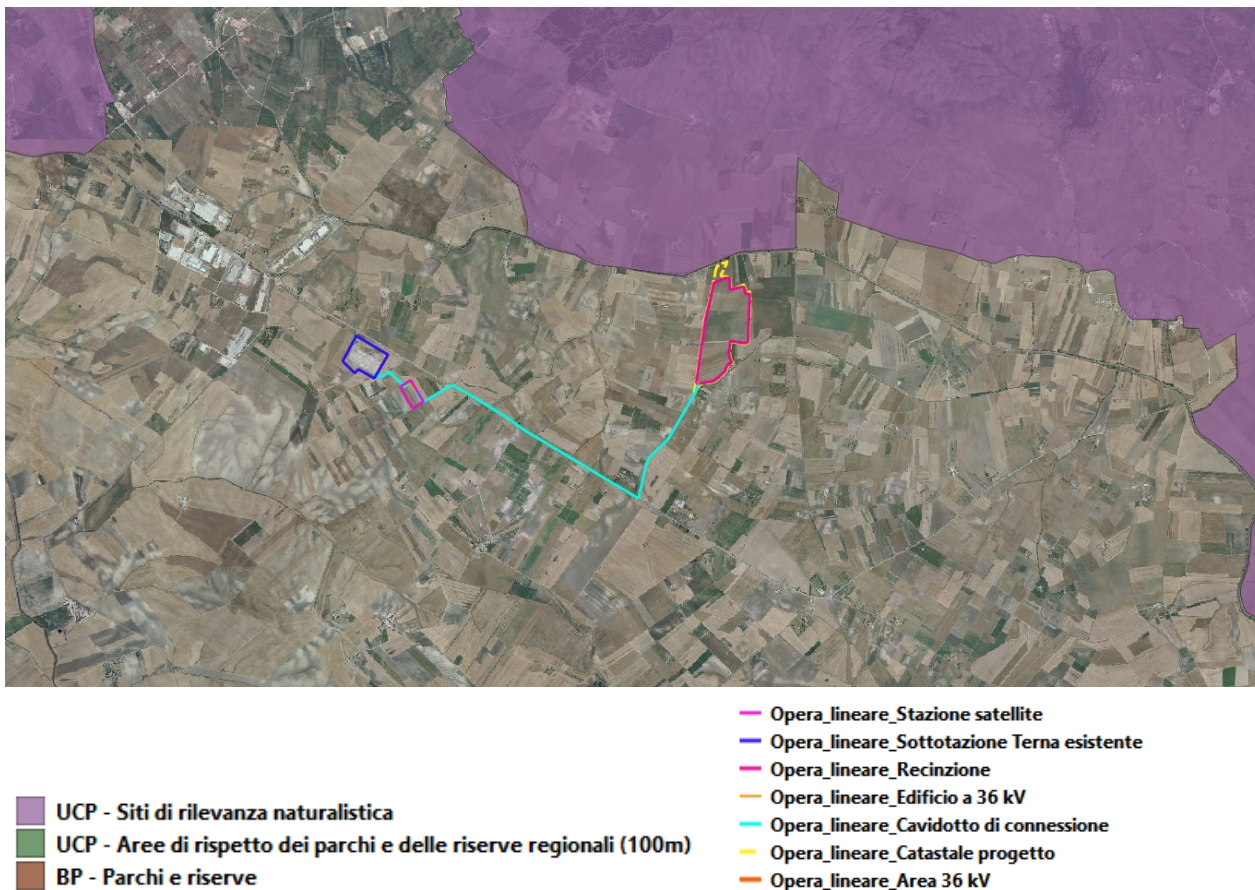 UCP - Siti di rilevanza naturalistica
UCP - Aree di rispetto dei parchi e delle riserve regionali (100m)
BP - Parchi e riserve
Opera_lineare_Stazione satellite
Opera_lineare_Sottotazione Terna esistente
Opera_lineare_Recinzione
Opera_lineare_Edificio a 36 kV
Opera_lineare_Cavidotto di connessione
Opera_lineare_Catastale progetto
Opera_lineare_Area 36 kV